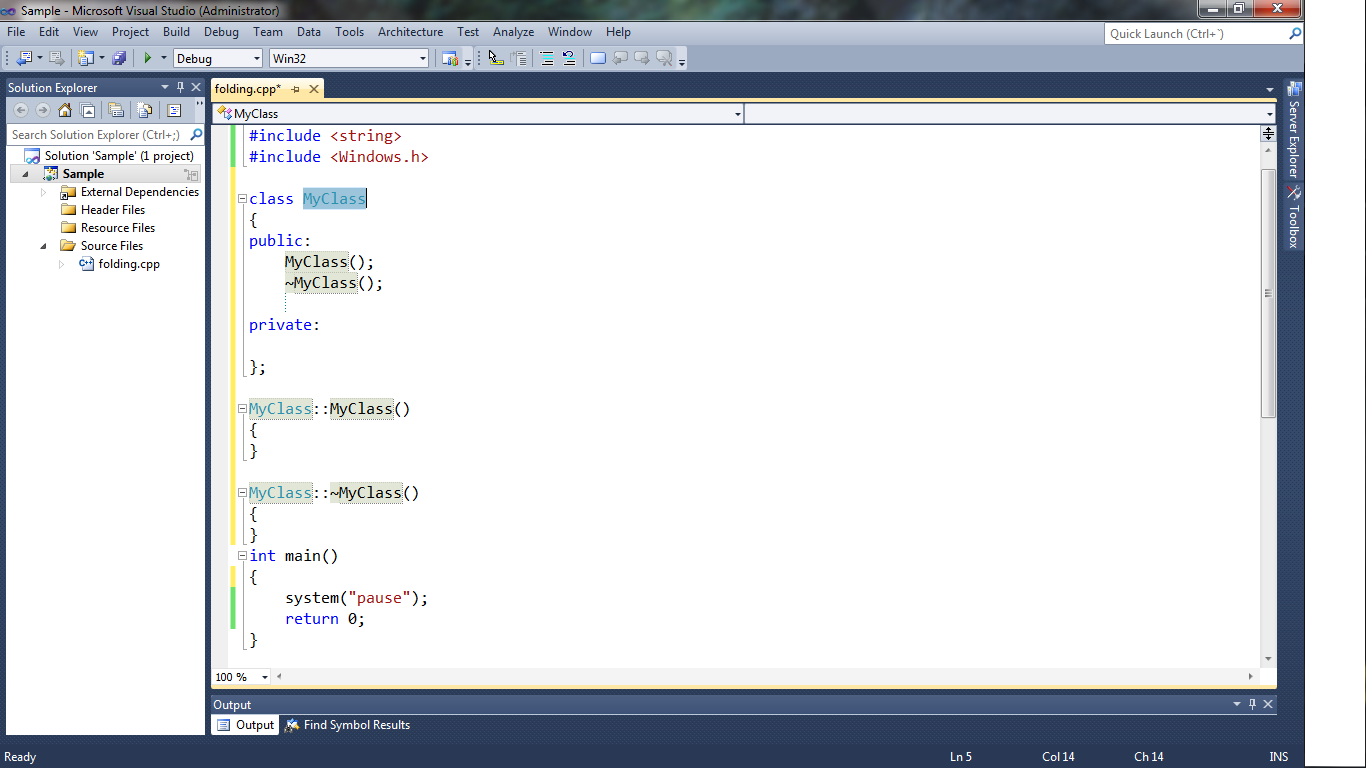 Sample - Microsoft Visual Studio (Administrator)
File Edit View Project Build Debug Team Data Tools Architecture Test Analyze Window Help
Quick Launch (Ctrl+`)
Debug Win32
Solution Explorer
Search Solution Explorer (Ctrl+;)
Solution 'Sample' (1 project)
Sample
External Dependencies
Header Files
Resource Files
Source Files
folding.cpp
folding.cpp*
MyClass
#include <string>
#include <Windows.h>
class MyClass
{
public:
MyClass();
~MyClass();
private:
};
MyClass::MyClass()
{
}
MyClass::~MyClass()
{
}
int main()
{
system("pause");
return 0;
}
100 %
Server Explorer
Toolbox
Output
Output Find Symbol Results
Ready Ln 5 Col 14 Ch 14 INS